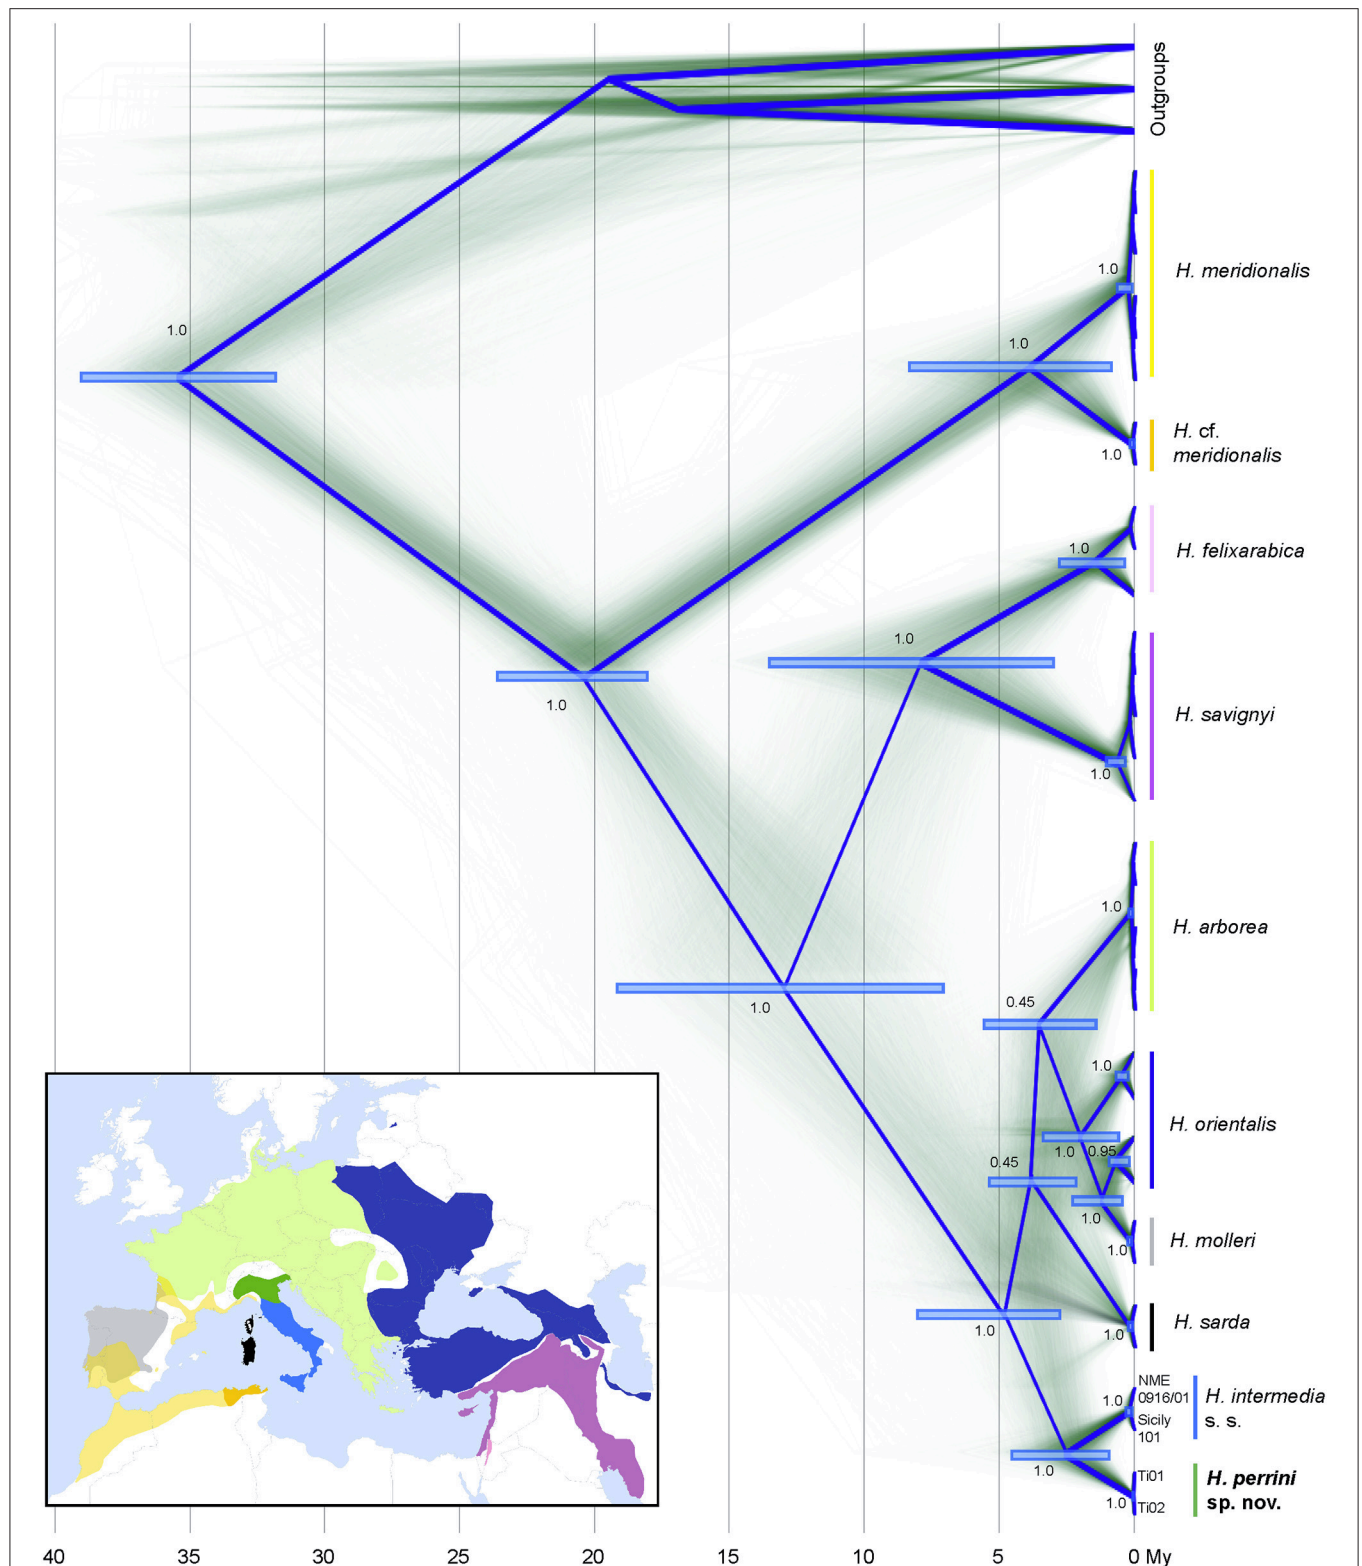 Outgroups
1.0
H. meridionalis
1.0
1.0
H. cf.
meridionalis
1.0
1.0
H. felixarabica
1.0
1.0
H. savignyi
1.0
1.0
1.0
H. arborea
0.45
1.0
H. orientalis
1.0
0.95
0.45
1.0
H. molleri
1.0
H. sarda
1.0
1.0
NME
0916/01
Sicily
101
1.0
H. intermedia
s. s.
1.0
Ti01
Ti02
1.0
H. perrini
sp. nov.
40 35 30 25 20 15 10 5 0 My